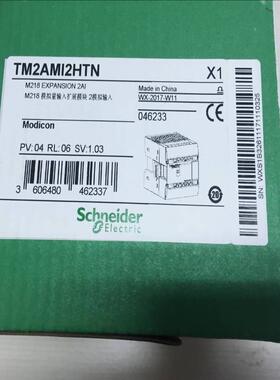 TM2AMI2HTN X1
M218 EXPANSION 2AI
M218 模拟量输入扩展模块 2模拟输入
Made in China
WX-2017-W11
046233
Modicon
PV:04 RL:06 SV:1.03
3 606480 462337
Schneider
Electric
20